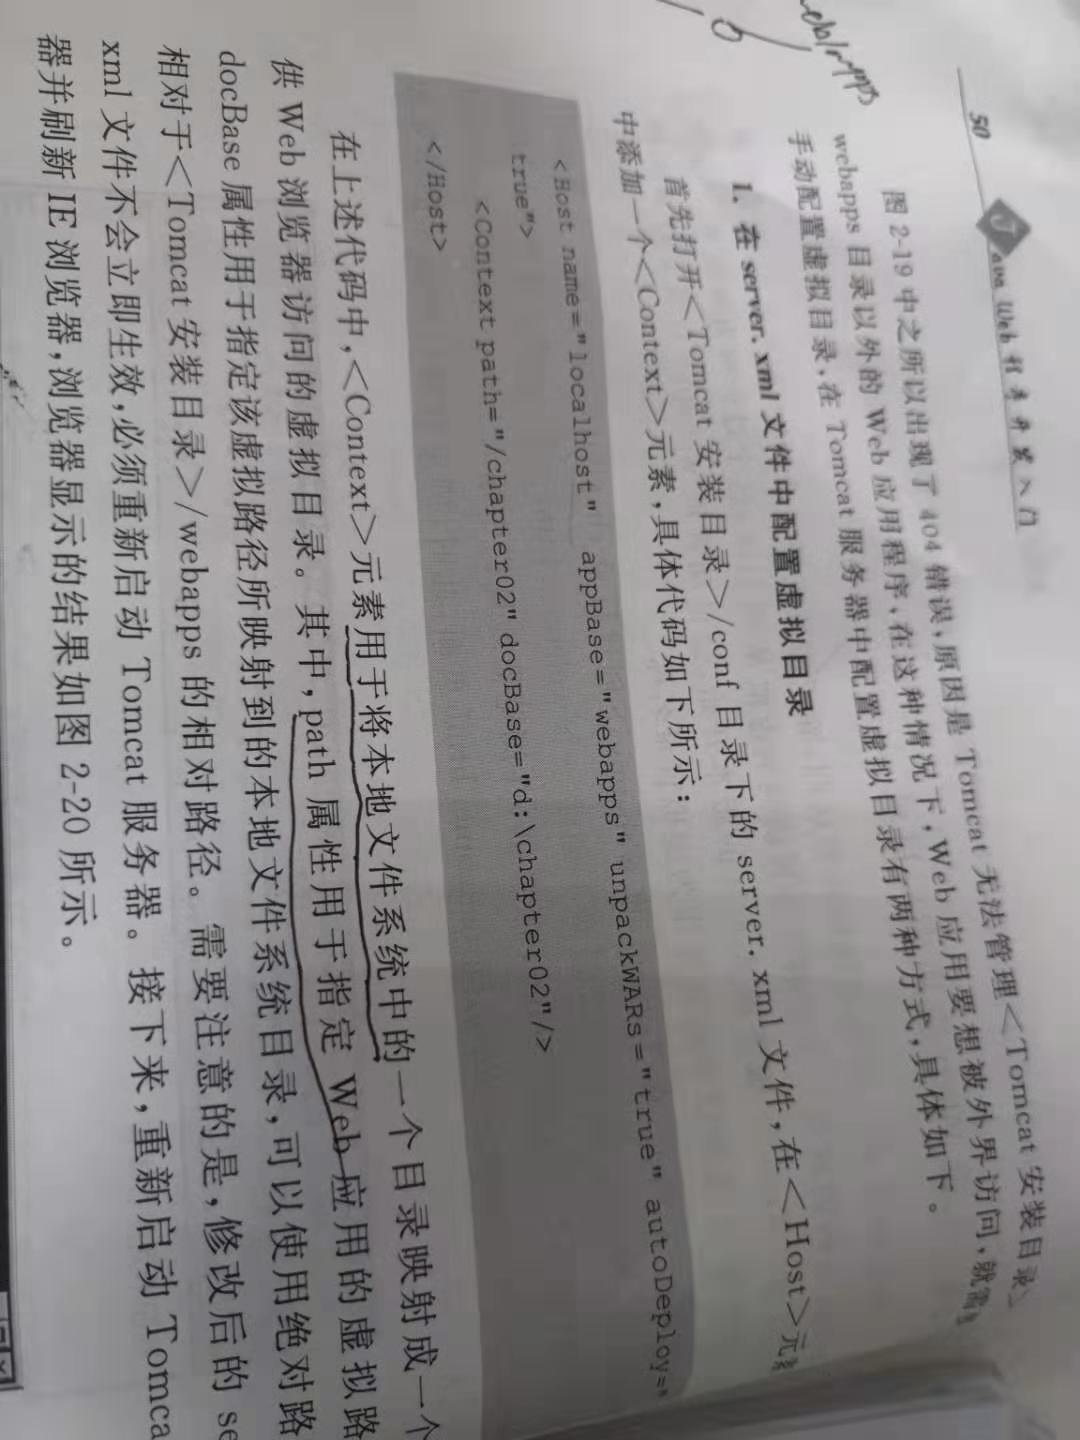 50 Java Web 程序开发入门
图 2-19 中之所以出现了 404 错误,原因是 Tomcat 无法管理<Tomcat 安装目录
webapps 目录以外的 Web 应用程序,在这种情况下,Web 应用要想被外界访问,就需
手动配置虚拟目录,在 Tomcat 服务器中配置虚拟目录有两种方式,具体如下。
1. 在 server.xml 文件中配置虚拟目录
首先打开<Tomcat 安装目录>/conf 目录下的 server.xml 文件,在<Host>元素
中添加一个<Context>元素,具体代码如下所示:
<Host name="localhost" appBase="webapps" unpackWARs="true" autoDeploy="
true">
<Context path="/chapter02" docBase="d:\chapter02"/>
</Host>
在上述代码中,<Context>元素用于将本地文件系统中的一个目录映射成一个
供 Web 浏览器访问的虚拟目录。其中,path 属性用于指定 Web 应用的虚拟路
docBase 属性用于指定该虚拟路径所映射到的本地文件系统目录,可以使用绝对路
相对于<Tomcat 安装目录>/webapps 的相对路径。需要注意的是,修改后的 se
xml 文件不会立即生效,必须重新启动 Tomcat 服务器。接下来,重新启动 Tomca
器并刷新 IE 浏览器,浏览器显示的结果如图 2-20 所示。